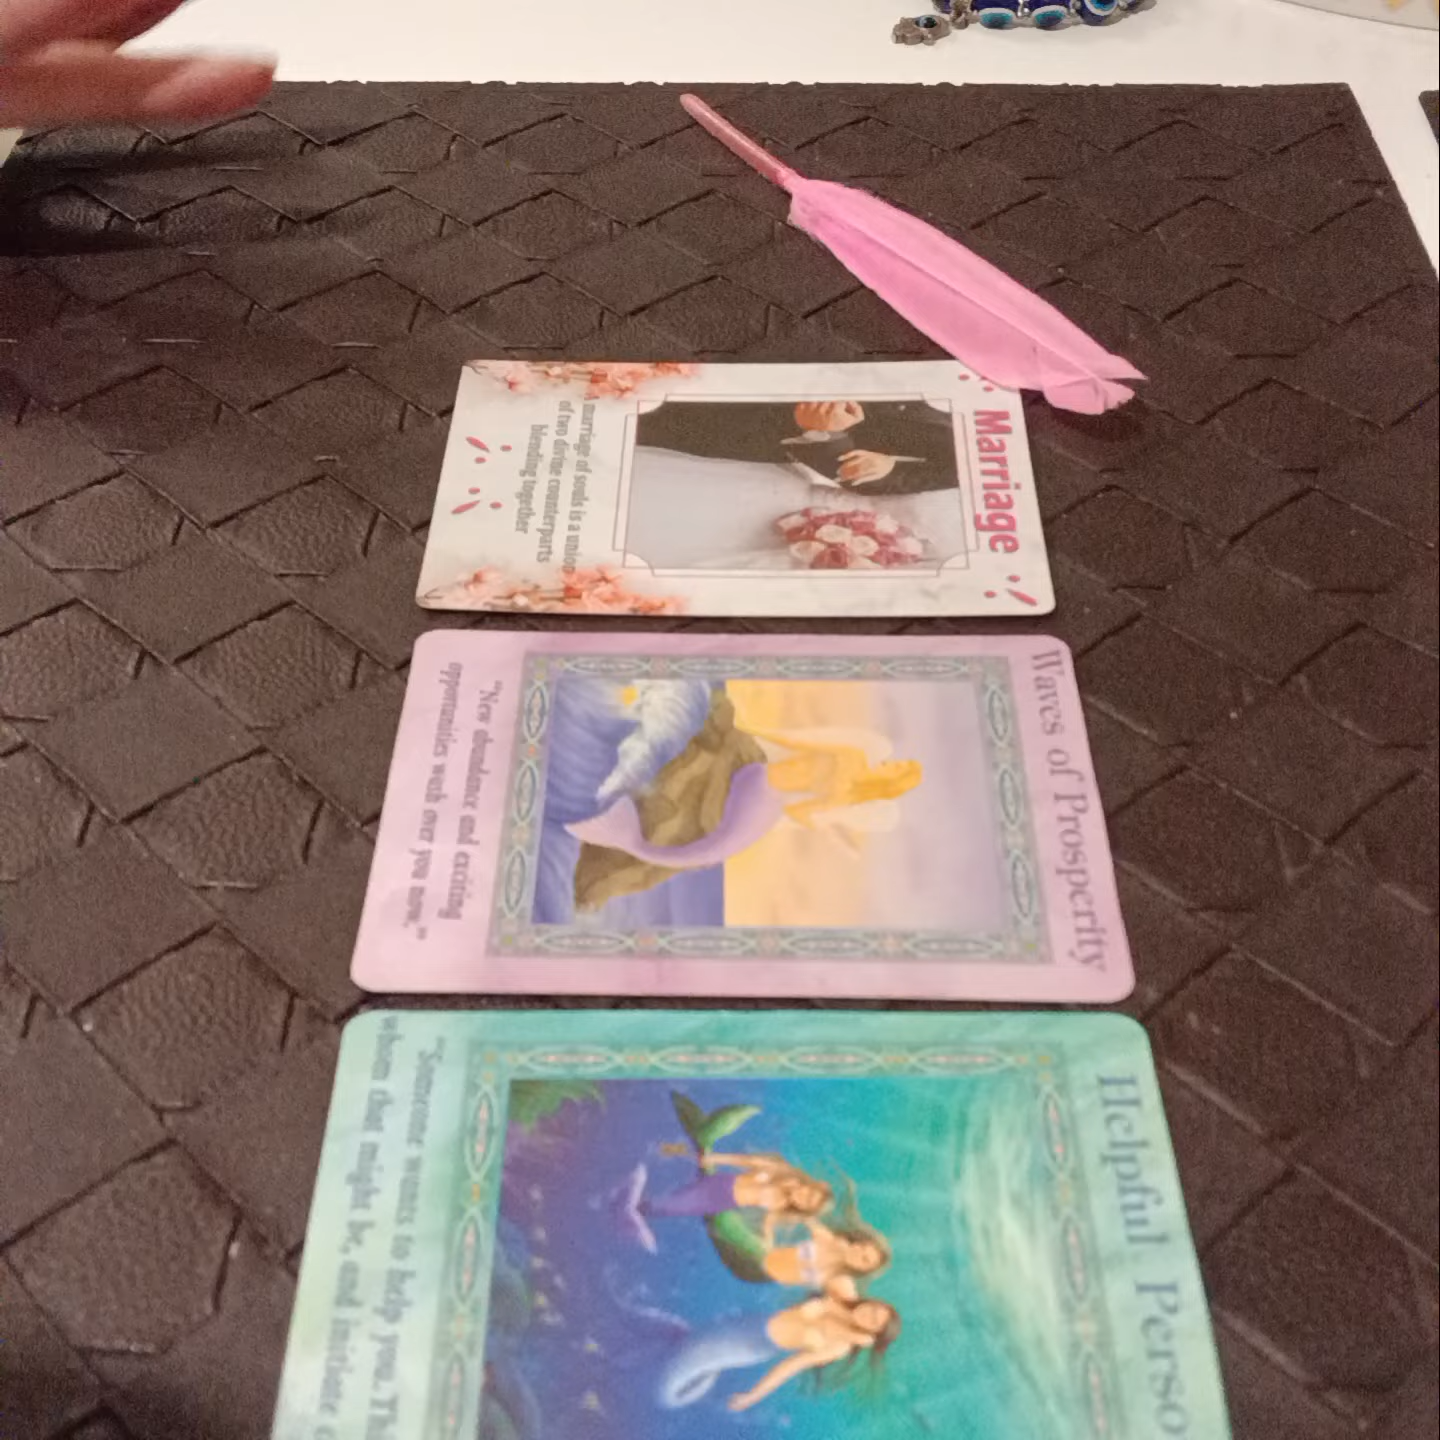 Marriage
A marriage of souls is a union
of two divine counterparts
blending together
Waves of Prosperity
"New abundance and exciting
opportunities wash over you now."
Helpful Perso
"Someone wants to help you. Th
whom that might be, and initiate c